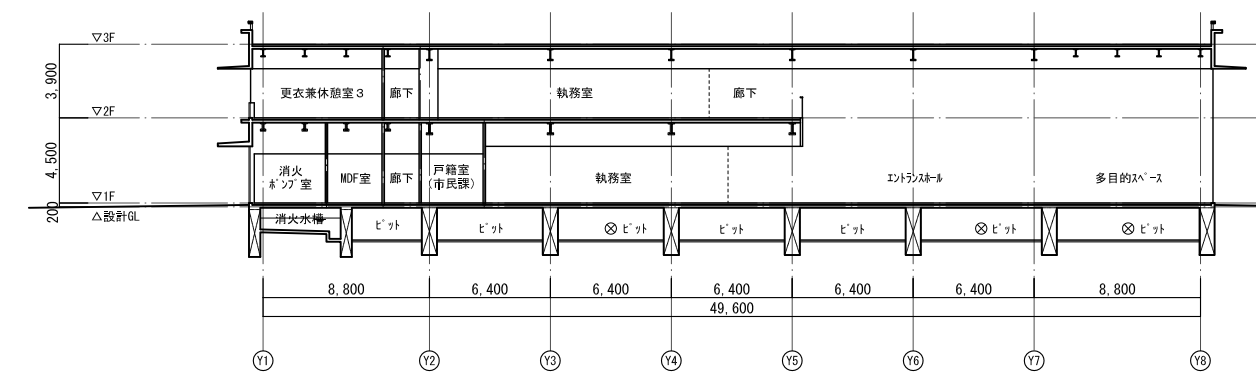 ▽3F
3,900
更衣兼休憩室3
廊下
執務室
廊下
▽2F
4,500
消火
ﾎﾟﾝﾌﾟ室
MDF室
廊下
戸籍室
(市民課)
執務室
ｴﾝﾄﾗﾝｽﾎｰﾙ
多目的ｽﾍﾟｰｽ
▽1F
200
△設計GL
消火水槽
ﾋﾟｯﾄ
ﾋﾟｯﾄ
ﾋﾟｯﾄ
ﾋﾟｯﾄ
ﾋﾟｯﾄ
ﾋﾟｯﾄ
ﾋﾟｯﾄ
8,800
6,400
6,400
6,400
6,400
6,400
8,800
49,600
Y1
Y2
Y3
Y4
Y5
Y6
Y7
Y8